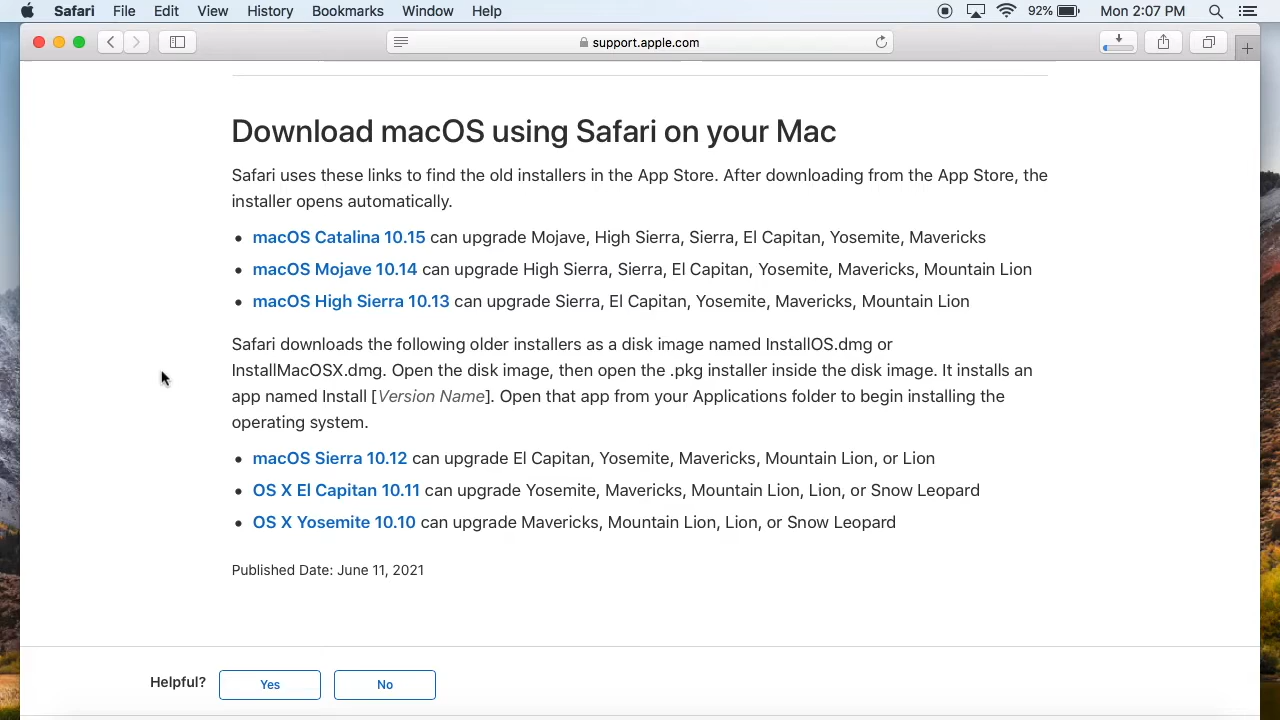 Safari File Edit View History Bookmarks Window Help 92% Mon 2:07 PM
support.apple.com
Download macOS using Safari on your Mac
Safari uses these links to find the old installers in the App Store. After downloading from the App Store, the
installer opens automatically.
• macOS Catalina 10.15 can upgrade Mojave, High Sierra, Sierra, El Capitan, Yosemite, Mavericks
• macOS Mojave 10.14 can upgrade High Sierra, Sierra, El Capitan, Yosemite, Mavericks, Mountain Lion
• macOS High Sierra 10.13 can upgrade Sierra, El Capitan, Yosemite, Mavericks, Mountain Lion
Safari downloads the following older installers as a disk image named InstallOS.dmg or
InstallMacOSX.dmg. Open the disk image, then open the .pkg installer inside the disk image. It installs an
app named Install [Version Name]. Open that app from your Applications folder to begin installing the
operating system.
• macOS Sierra 10.12 can upgrade El Capitan, Yosemite, Mavericks, Mountain Lion, or Lion
• OS X El Capitan 10.11 can upgrade Yosemite, Mavericks, Mountain Lion, Lion, or Snow Leopard
• OS X Yosemite 10.10 can upgrade Mavericks, Mountain Lion, Lion, or Snow Leopard
Published Date: June 11, 2021
Helpful? Yes No